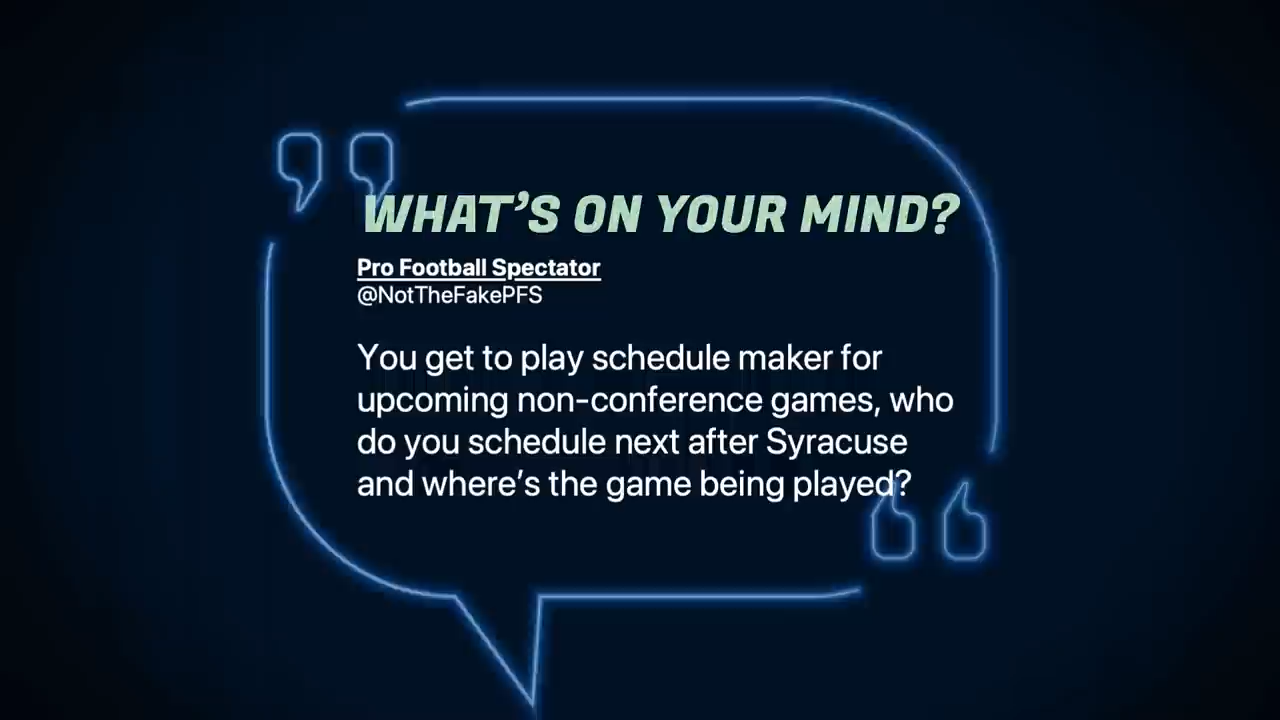 WHAT'S ON YOUR MIND?
Pro Football Spectator
@NotTheFakePFS
You get to play schedule maker for
upcoming non-conference games, who
do you schedule next after Syracuse
and where's the game being played?